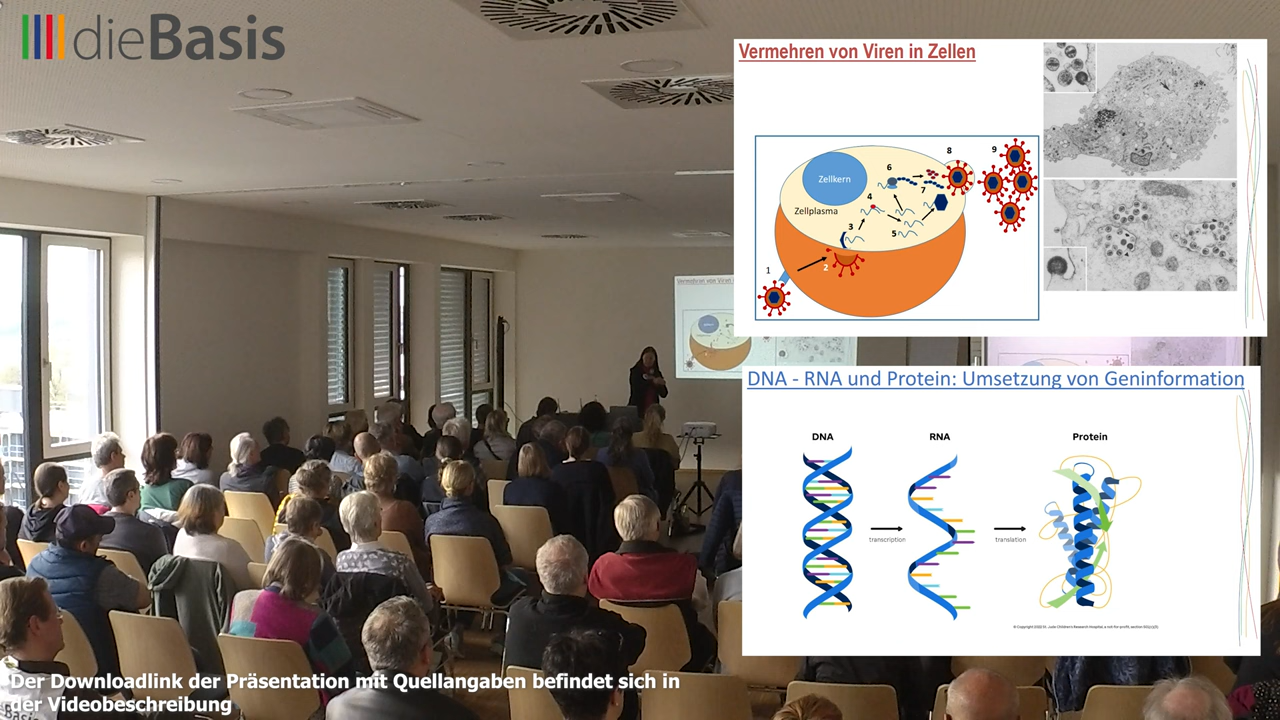 dieBasis
Vermehren von Viren in Zellen
8
9
6
Zellkern
7
4
Zellplasma
3
5
1
2
DNA - RNA und Protein: Umsetzung von Geninformation
DNA
RNA
Protein
transcription
translation
Der Downloadlink der Präsentation mit Quellangaben befindet sich in
der Videobeschreibung